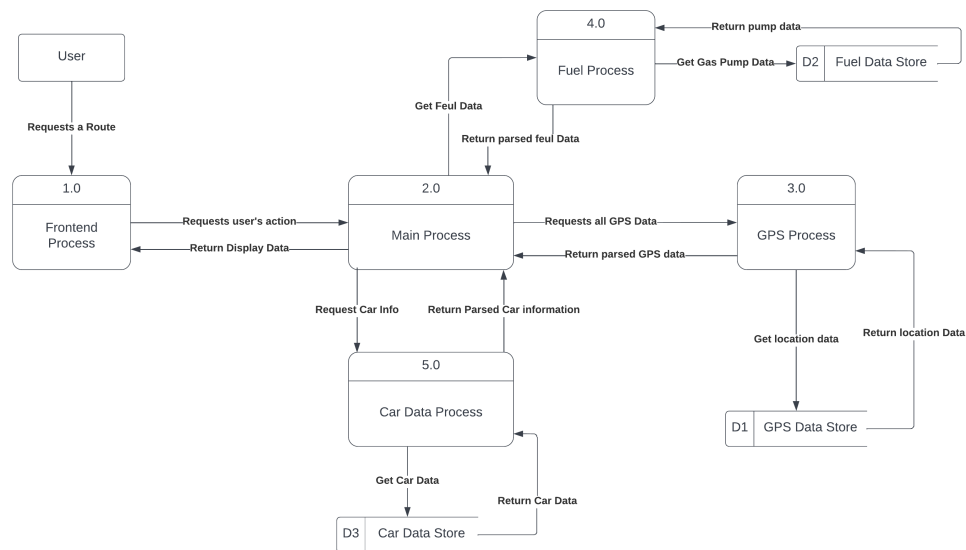 4.0
Return pump data
User
Fuel Process
Get Gas Pump Data
D2
Fuel Data Store
Get Feul Data
Requests a Route
Return parsed feul Data
1.0
2.0
3.0
Frontend
Process
Requests user's action
Main Process
Requests all GPS Data
GPS Process
Return Display Data
Return parsed GPS data
Request Car Info
Return Parsed Car information
Get location data
Return location Data
5.0
Car Data Process
D1
GPS Data Store
Get Car Data
Return Car Data
D3
Car Data Store